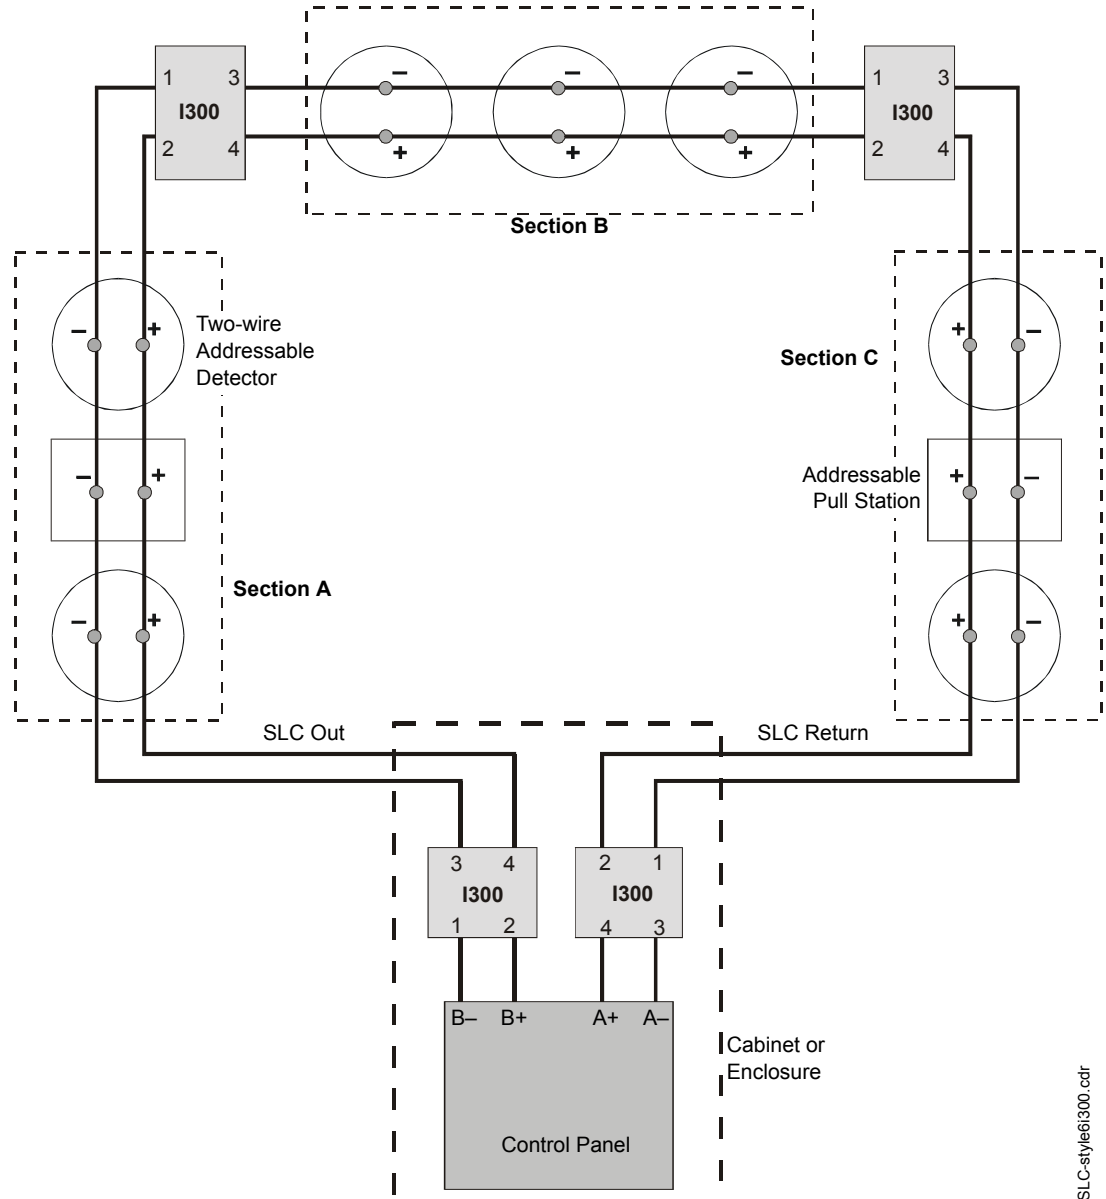 – – –
1 3 1 3
I300 I300
2 4 2 4
+ + +
Section B
– +
Two-wire
Addressable
Detector
+ –
Section C
– +
Addressable
Pull Station
+ –
Section A
– +
+ –
SLC Out
SLC Return
3 4 2 1
I300 I300
1 2 4 3
B– B+ A+ A–
Cabinet or
Enclosure
Control Panel
SLC-style6i300.cdr